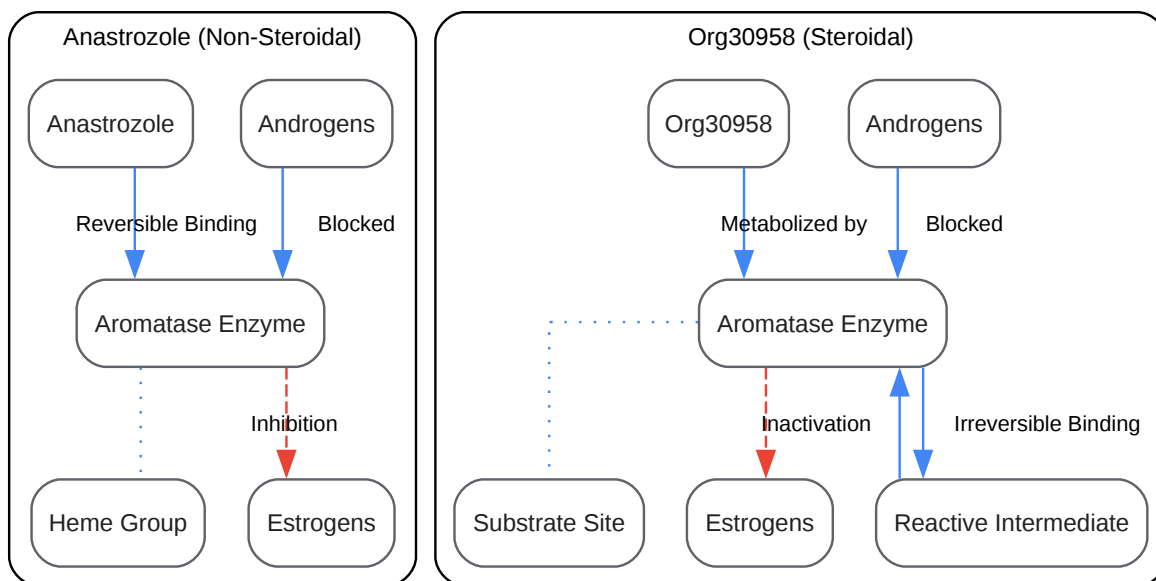 Anastrozole (Non-Steroidal)
Anastrozole
Androgens
Reversible Binding
Blocked
Aromatase Enzyme
Inhibition
Heme Group
Estrogens
Org30958 (Steroidal)
Org30958
Androgens
Metabolized by
Blocked
Aromatase Enzyme
Inactivation
Irreversible Binding
Substrate Site
Estrogens
Reactive Intermediate